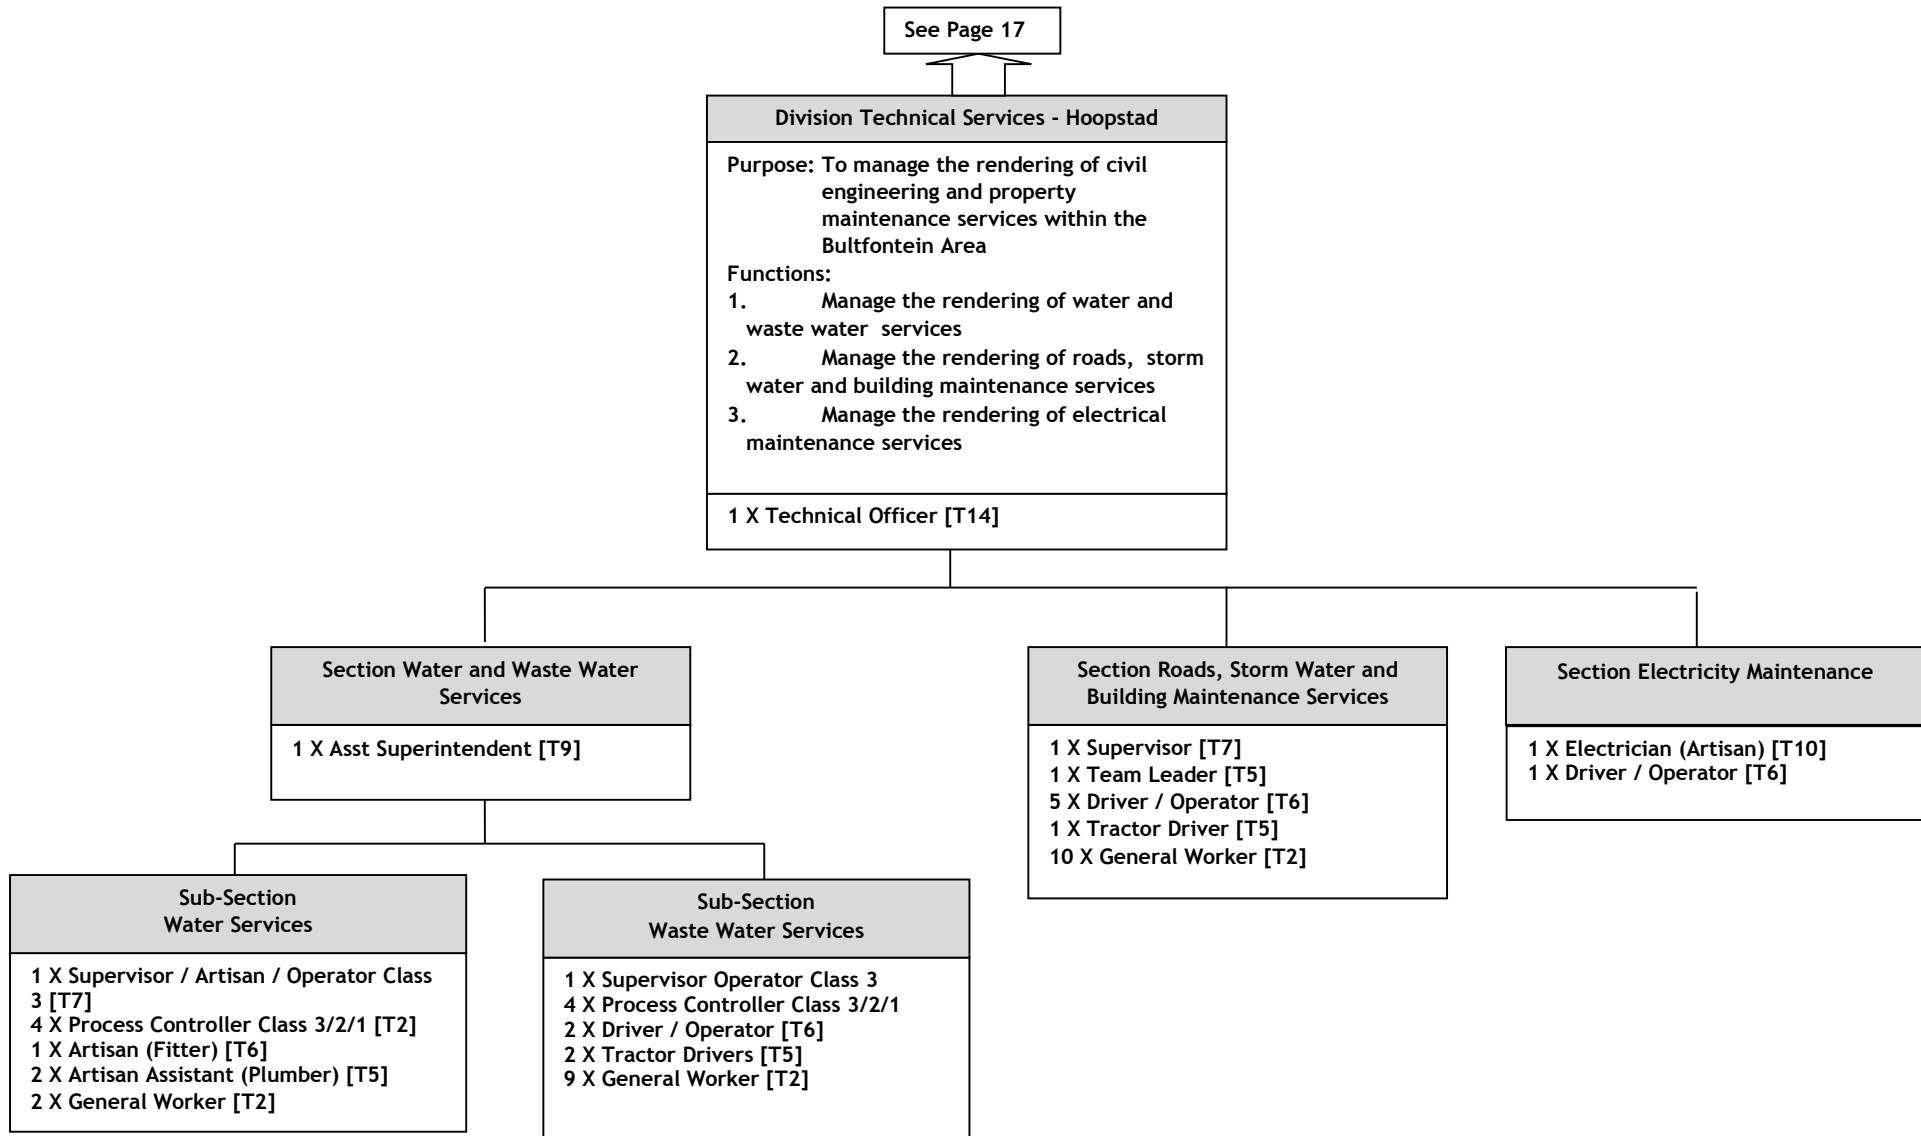 See Page 17
Division Technical Services - Hoopstad
Purpose: To manage the rendering of civil
engineering and property
maintenance services within the
Bultfontein Area
Functions:
1. Manage the rendering of water and
waste water services
2. Manage the rendering of roads, storm
water and building maintenance services
3. Manage the rendering of electrical
maintenance services
1 X Technical Officer [T14]
Section Water and Waste Water
Services
1 X Asst Superintendent [T9]
Section Roads, Storm Water and
Building Maintenance Services
1 X Supervisor [T7]
1 X Team Leader [T5]
5 X Driver / Operator [T6]
1 X Tractor Driver [T5]
10 X General Worker [T2]
Section Electricity Maintenance
1 X Electrician (Artisan) [T10]
1 X Driver / Operator [T6]
Sub-Section
Water Services
1 X Supervisor / Artisan / Operator Class
3 [T7]
4 X Process Controller Class 3/2/1 [T2]
1 X Artisan (Fitter) [T6]
2 X Artisan Assistant (Plumber) [T5]
2 X General Worker [T2]
Sub-Section
Waste Water Services
1 X Supervisor Operator Class 3
4 X Process Controller Class 3/2/1
2 X Driver / Operator [T6]
2 X Tractor Drivers [T5]
9 X General Worker [T2]